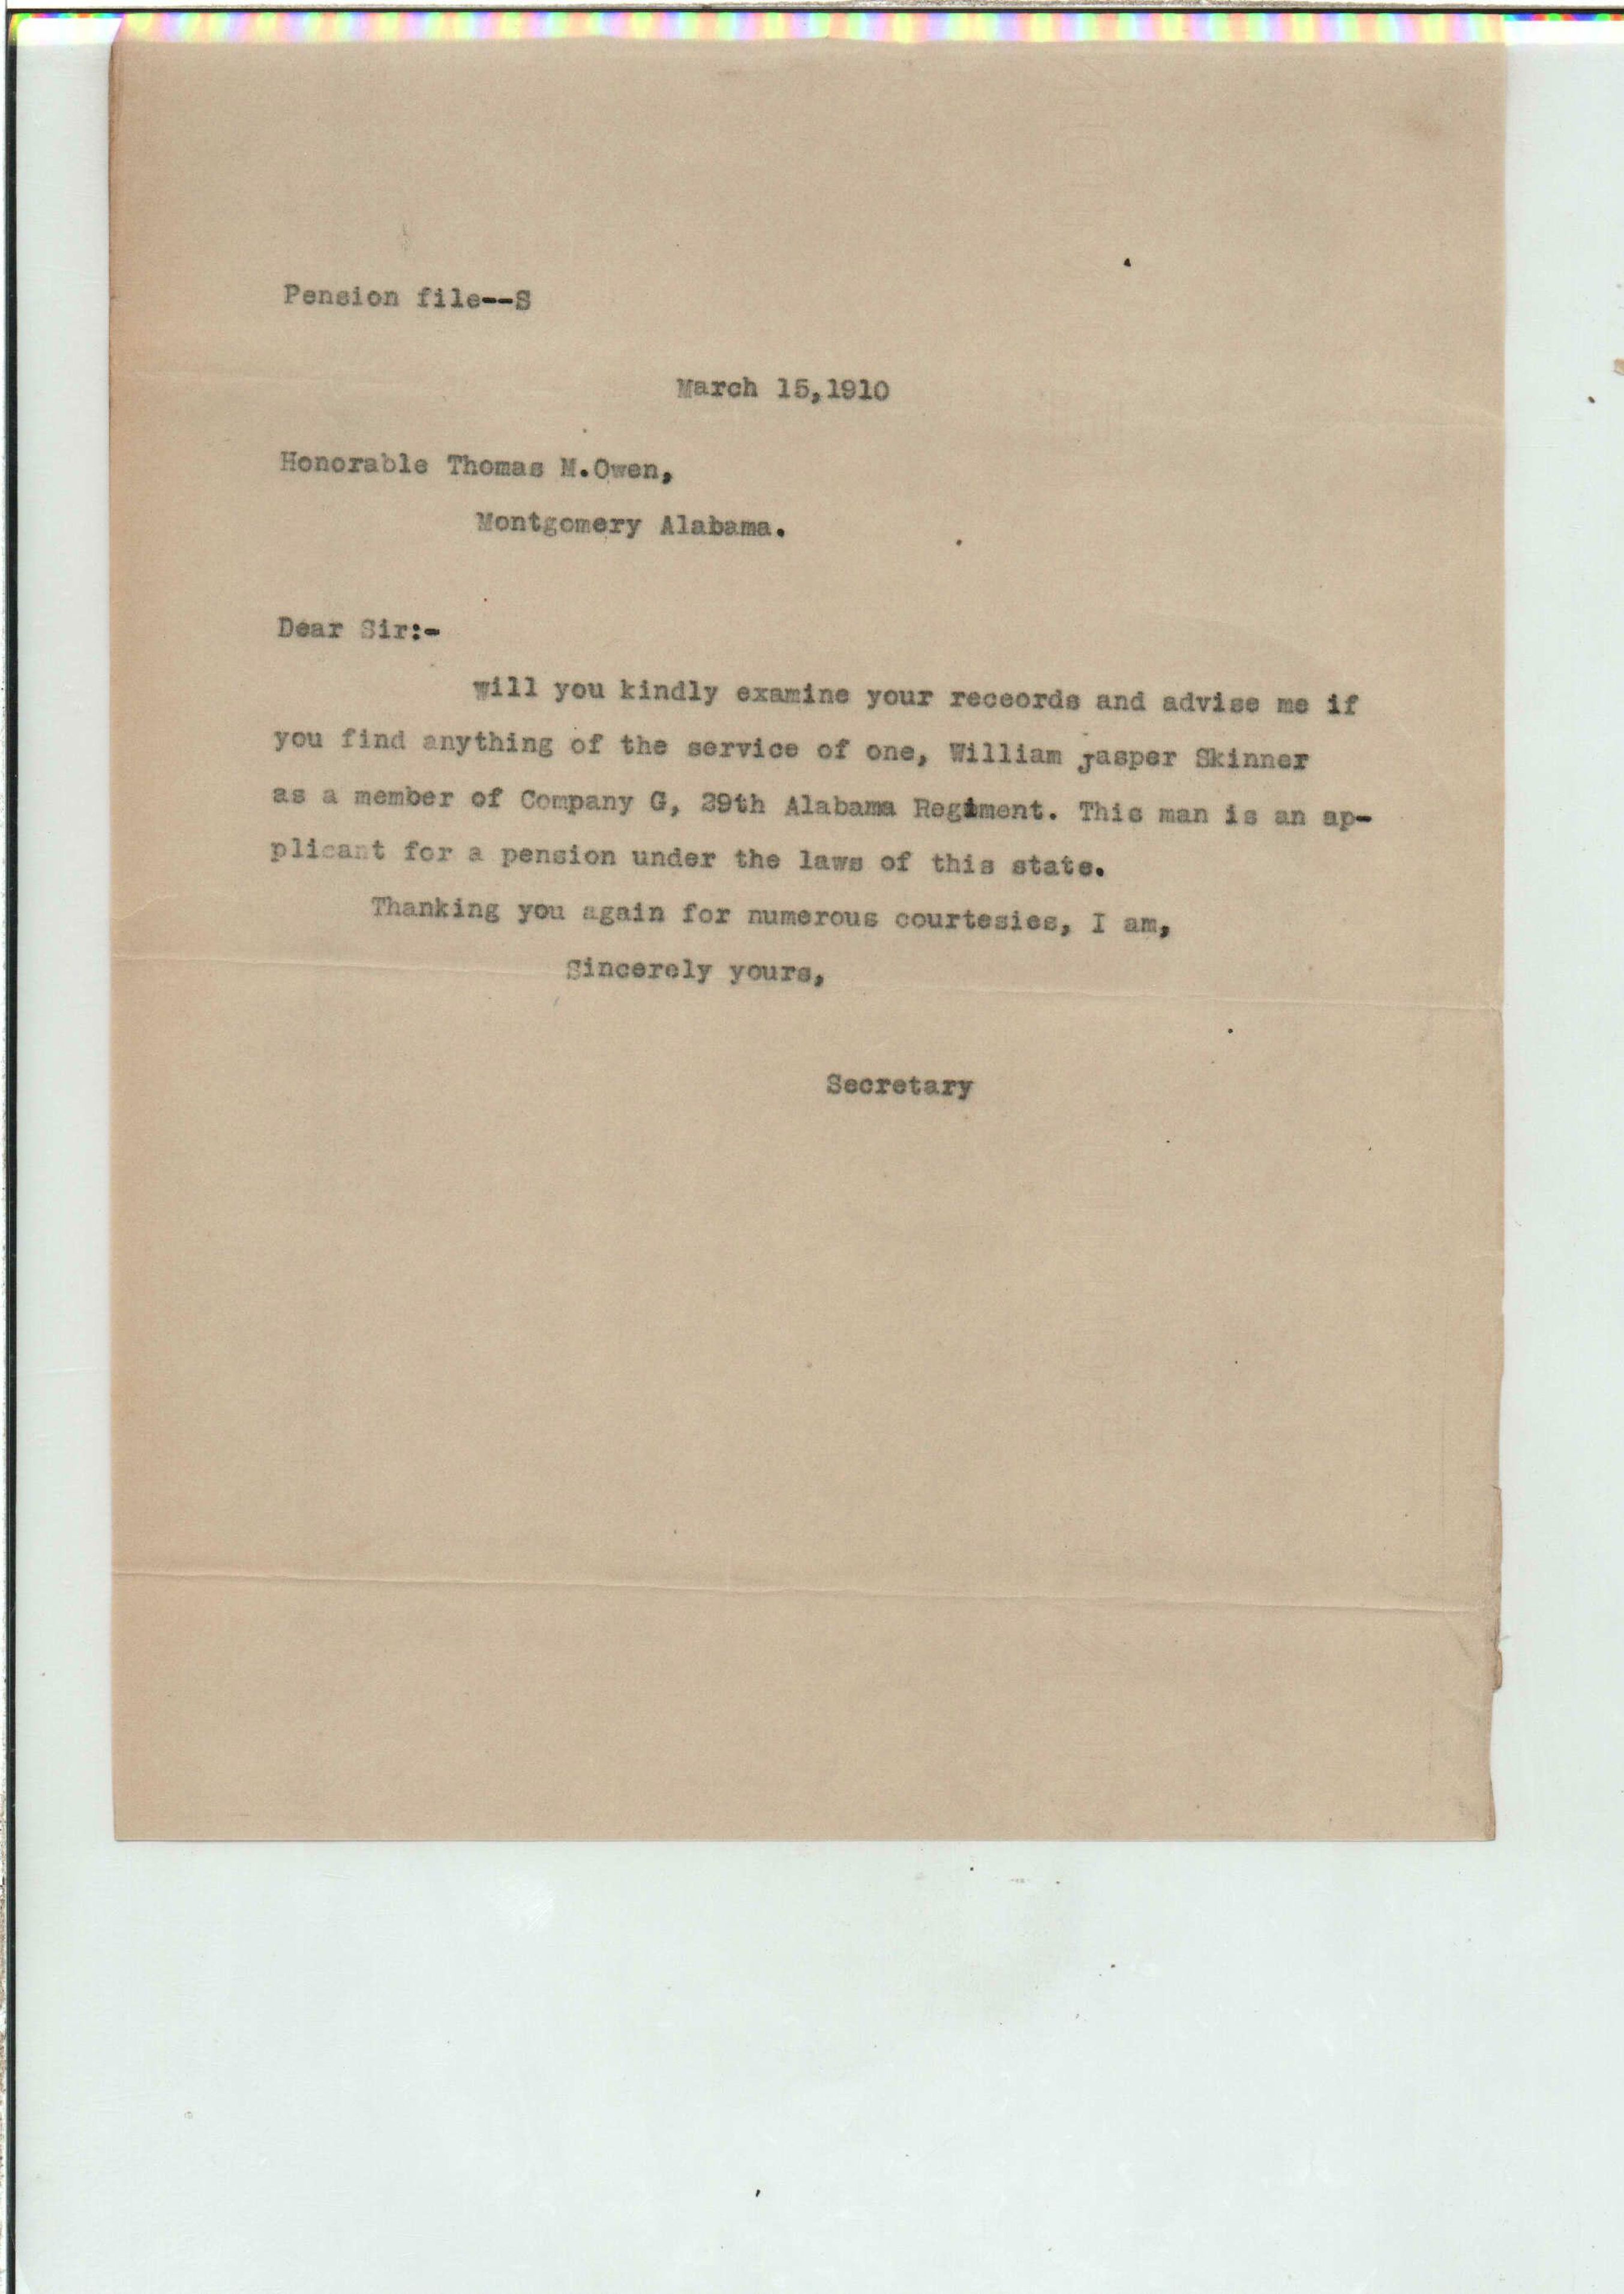 Pension file--S
March 15,1910
Honorable Thomas M.Owen,
Montgomery Alabama.
Dear Sir:-
Will you kindly examine your receords and advise me if
you find anything of the service of one, William Jasper Skinner
as a member of Company G, 29th Alabama Regiment. This man is an ap-
plicant for a pension under the laws of this state.
Thanking you again for numerous courtesies, I am,
Sincerely yours,
Secretary